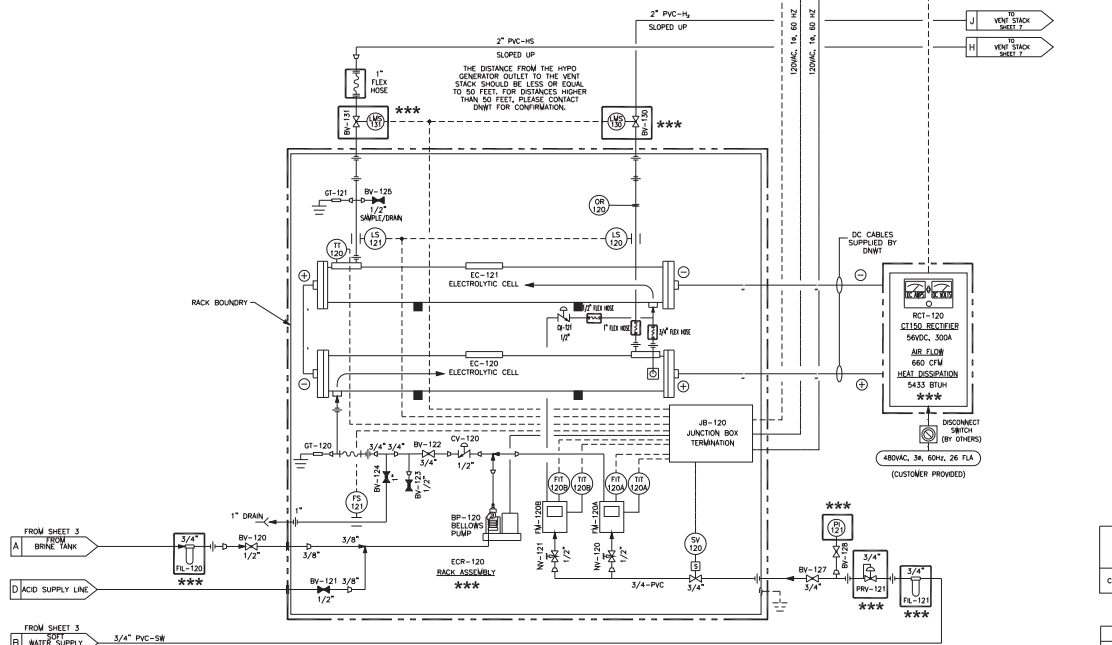 2" PVC-H₂
SLOPED UP
J
TO
VENT STACK
SHEET 7
2" PVC-HS
SLOPED UP
H
TO
VENT STACK
SHEET 7
120VAC, 1ø, 60 HZ
120VAC, 1ø, 60 HZ
THE DISTANCE FROM THE HYPO
GENERATOR OUTLET TO THE VENT
STACK SHOULD BE LESS OR EQUAL
TO 50 FEET. FOR DISTANCES HIGHER
THAN 50 FEET, PLEASE CONTACT
DNWT FOR CONFIRMATION.
1"
FLEX
HOSE
BV-131
LMS
131
***
LMS
130
BV-130
***
GT-121
BV-125
1/2"
SAMPLE/DRAIN
OR
120
TT
120
LS
121
LS
120
DC CABLES
SUPPLIED BY
DNWT
+
EC-121
ELECTROLYTIC CELL
−
−
RACK BOUNDRY
CV-121
1/2"
1/2" FLEX HOSE
1" FLEX HOSE
3/4" FLEX HOSE
DC AMPS
DC VOLTS
RCT-120
CT150 RECTIFIER
56VDC, 300A
AIR FLOW
660 CFM
HEAT DISSIPATION
5433 BTUH
***
−
EC-120
ELECTROLYTIC CELL
+
+
JB-120
JUNCTION BOX
TERMINATION
DISCONNECT
SWITCH
(BY OTHERS)
480VAC, 3ø, 60Hz, 26 FLA
(CUSTOMER PROVIDED)
GT-120
3/4"
3/4"
BV-122
3/4"
CV-120
1/2"
BV-124
1"
BV-123
1/2"
FS
121
FIT
120B
TIT
120B
FIT
120A
TIT
120A
FM-120B
FM-120A
BP-120
BELLOWS
PUMP
1" DRAIN
1"
NV-121
1/2"
NV-120
1/2"
SV
120
S
3/4"
3/4-PVC
***
PI
121
BV-128
BV-127
3/4"
3/4"
PRV-121
***
3/4"
FIL-121
***
FROM SHEET 3
A
FROM
BRINE TANK
3/4"
FIL-120
***
BV-120
1/2"
3/8"
3/8"
ECR-120
RACK ASSEMBLY
***
D
ACID SUPPLY LINE
BV-121
1/2"
3/8"
FROM SHEET 3
B
SOFT
WATER SUPPLY
3/4" PVC-SW
C